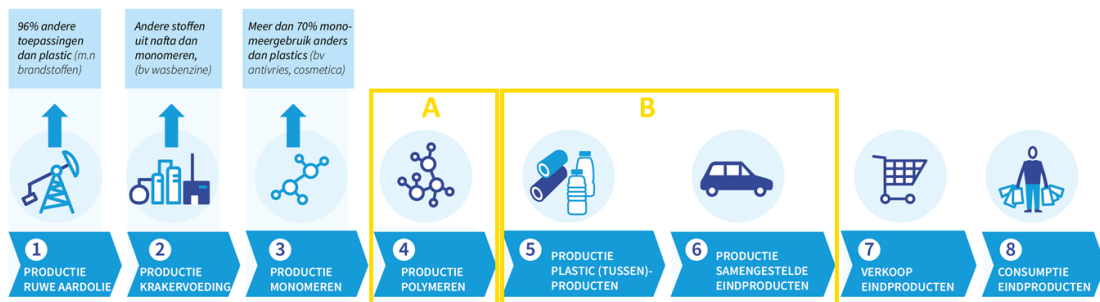 96% andere
toepassingen
dan plastic (m.n
brandstoffen)
Andere stoffen
uit nafta dan
monomeren,
(bv wasbenzine)
Meer dan 70% mono-
meergebruik anders
dan plastics (bv
antivries, cosmetica)
A
B
1
PRODUCTIE
RUWE AARDOLIE
2
PRODUCTIE
KRAKERVOEDING
3
PRODUCTIE
MONOMEREN
4
PRODUCTIE
POLYMEREN
5
PRODUCTIE
PLASTIC (TUSSEN)-
PRODUCTEN
6
PRODUCTIE
SAMENGESTELDE
EINDPRODUCTEN
7
VERKOOP
EINDPRODUCTEN
8
CONSUMPTIE
EINDPRODUCTEN